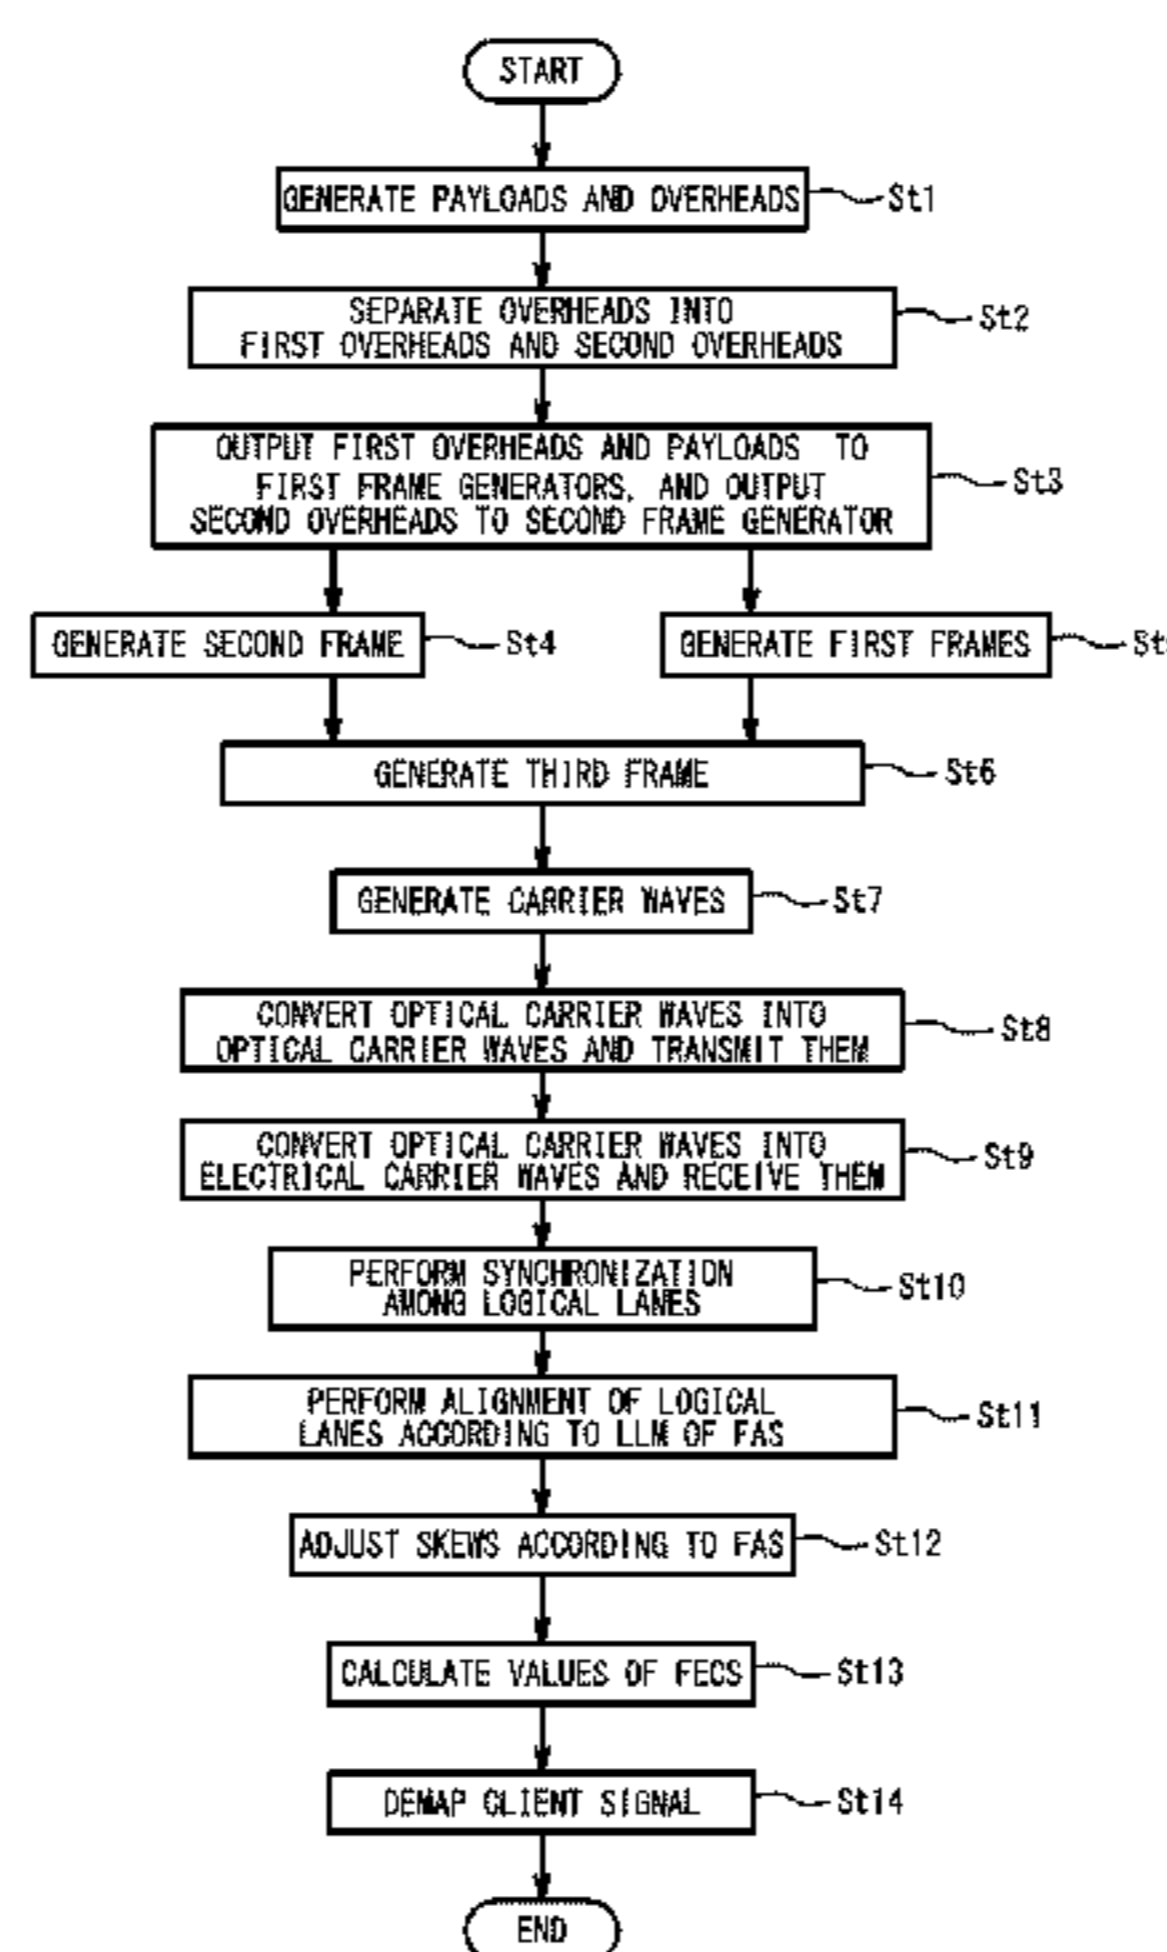 START
GENERATE PAYLOADS AND OVERHEADS
St1
SEPARATE OVERHEADS INTO
FIRST OVERHEADS AND SECOND OVERHEADS
St2
OUTPUT FIRST OVERHEADS AND PAYLOADS TO
FIRST FRAME GENERATORS, AND OUTPUT
SECOND OVERHEADS TO SECOND FRAME GENERATOR
St3
GENERATE SECOND FRAME
St4
GENERATE FIRST FRAMES
GENERATE THIRD FRAME
St6
GENERATE CARRIER WAVES
St7
CONVERT OPTICAL CARRIER WAVES INTO
OPTICAL CARRIER WAVES AND TRANSMIT THEM
St8
CONVERT OPTICAL CARRIER WAVES INTO
ELECTRICAL CARRIER WAVES AND RECEIVE THEM
St9
PERFORM SYNCHRONIZATION
AMONG LOGICAL LANES
St10
PERFORM ALIGNMENT OF LOGICAL
LANES ACCORDING TO LLM OF FAS
St11
ADJUST SKEWS ACCORDING TO FAS
St12
CALCULATE VALUES OF FECS
St13
DEMAP CLIENT SIGNAL
St14
END